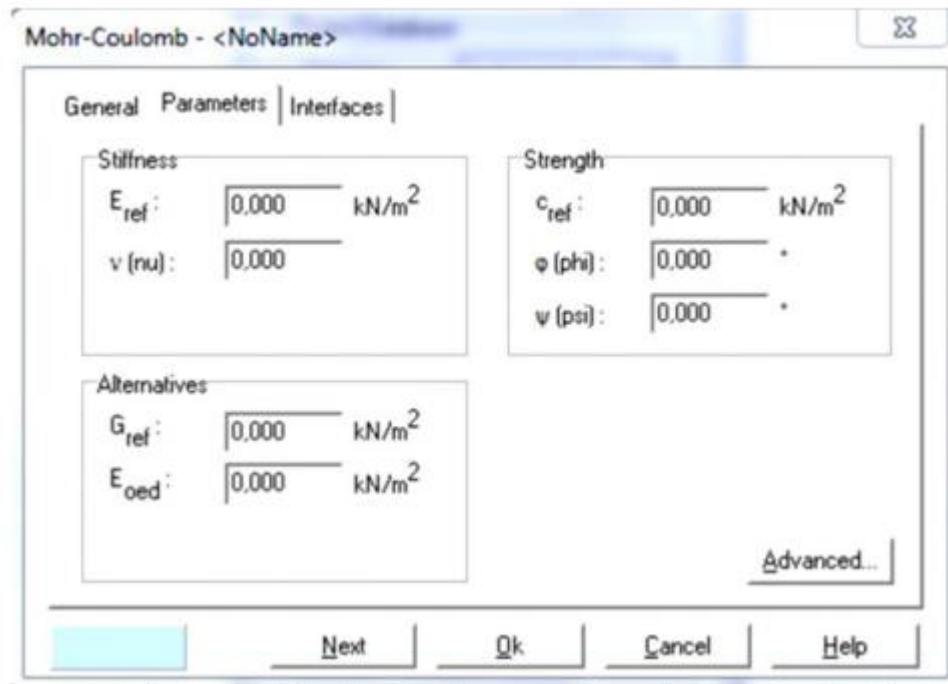 Mohr-Coulomb - <NoName>
General Parameters Interfaces
Stiffness
E_ref : 0,000 kN/m²
ν (nu) : 0,000
Strength
c_ref : 0,000 kN/m²
φ (phi) : 0,000 °
ψ (psi) : 0,000 °
Alternatives
G_ref : 0,000 kN/m²
E_oed : 0,000 kN/m²
Advanced...
Next Ok Cancel Help